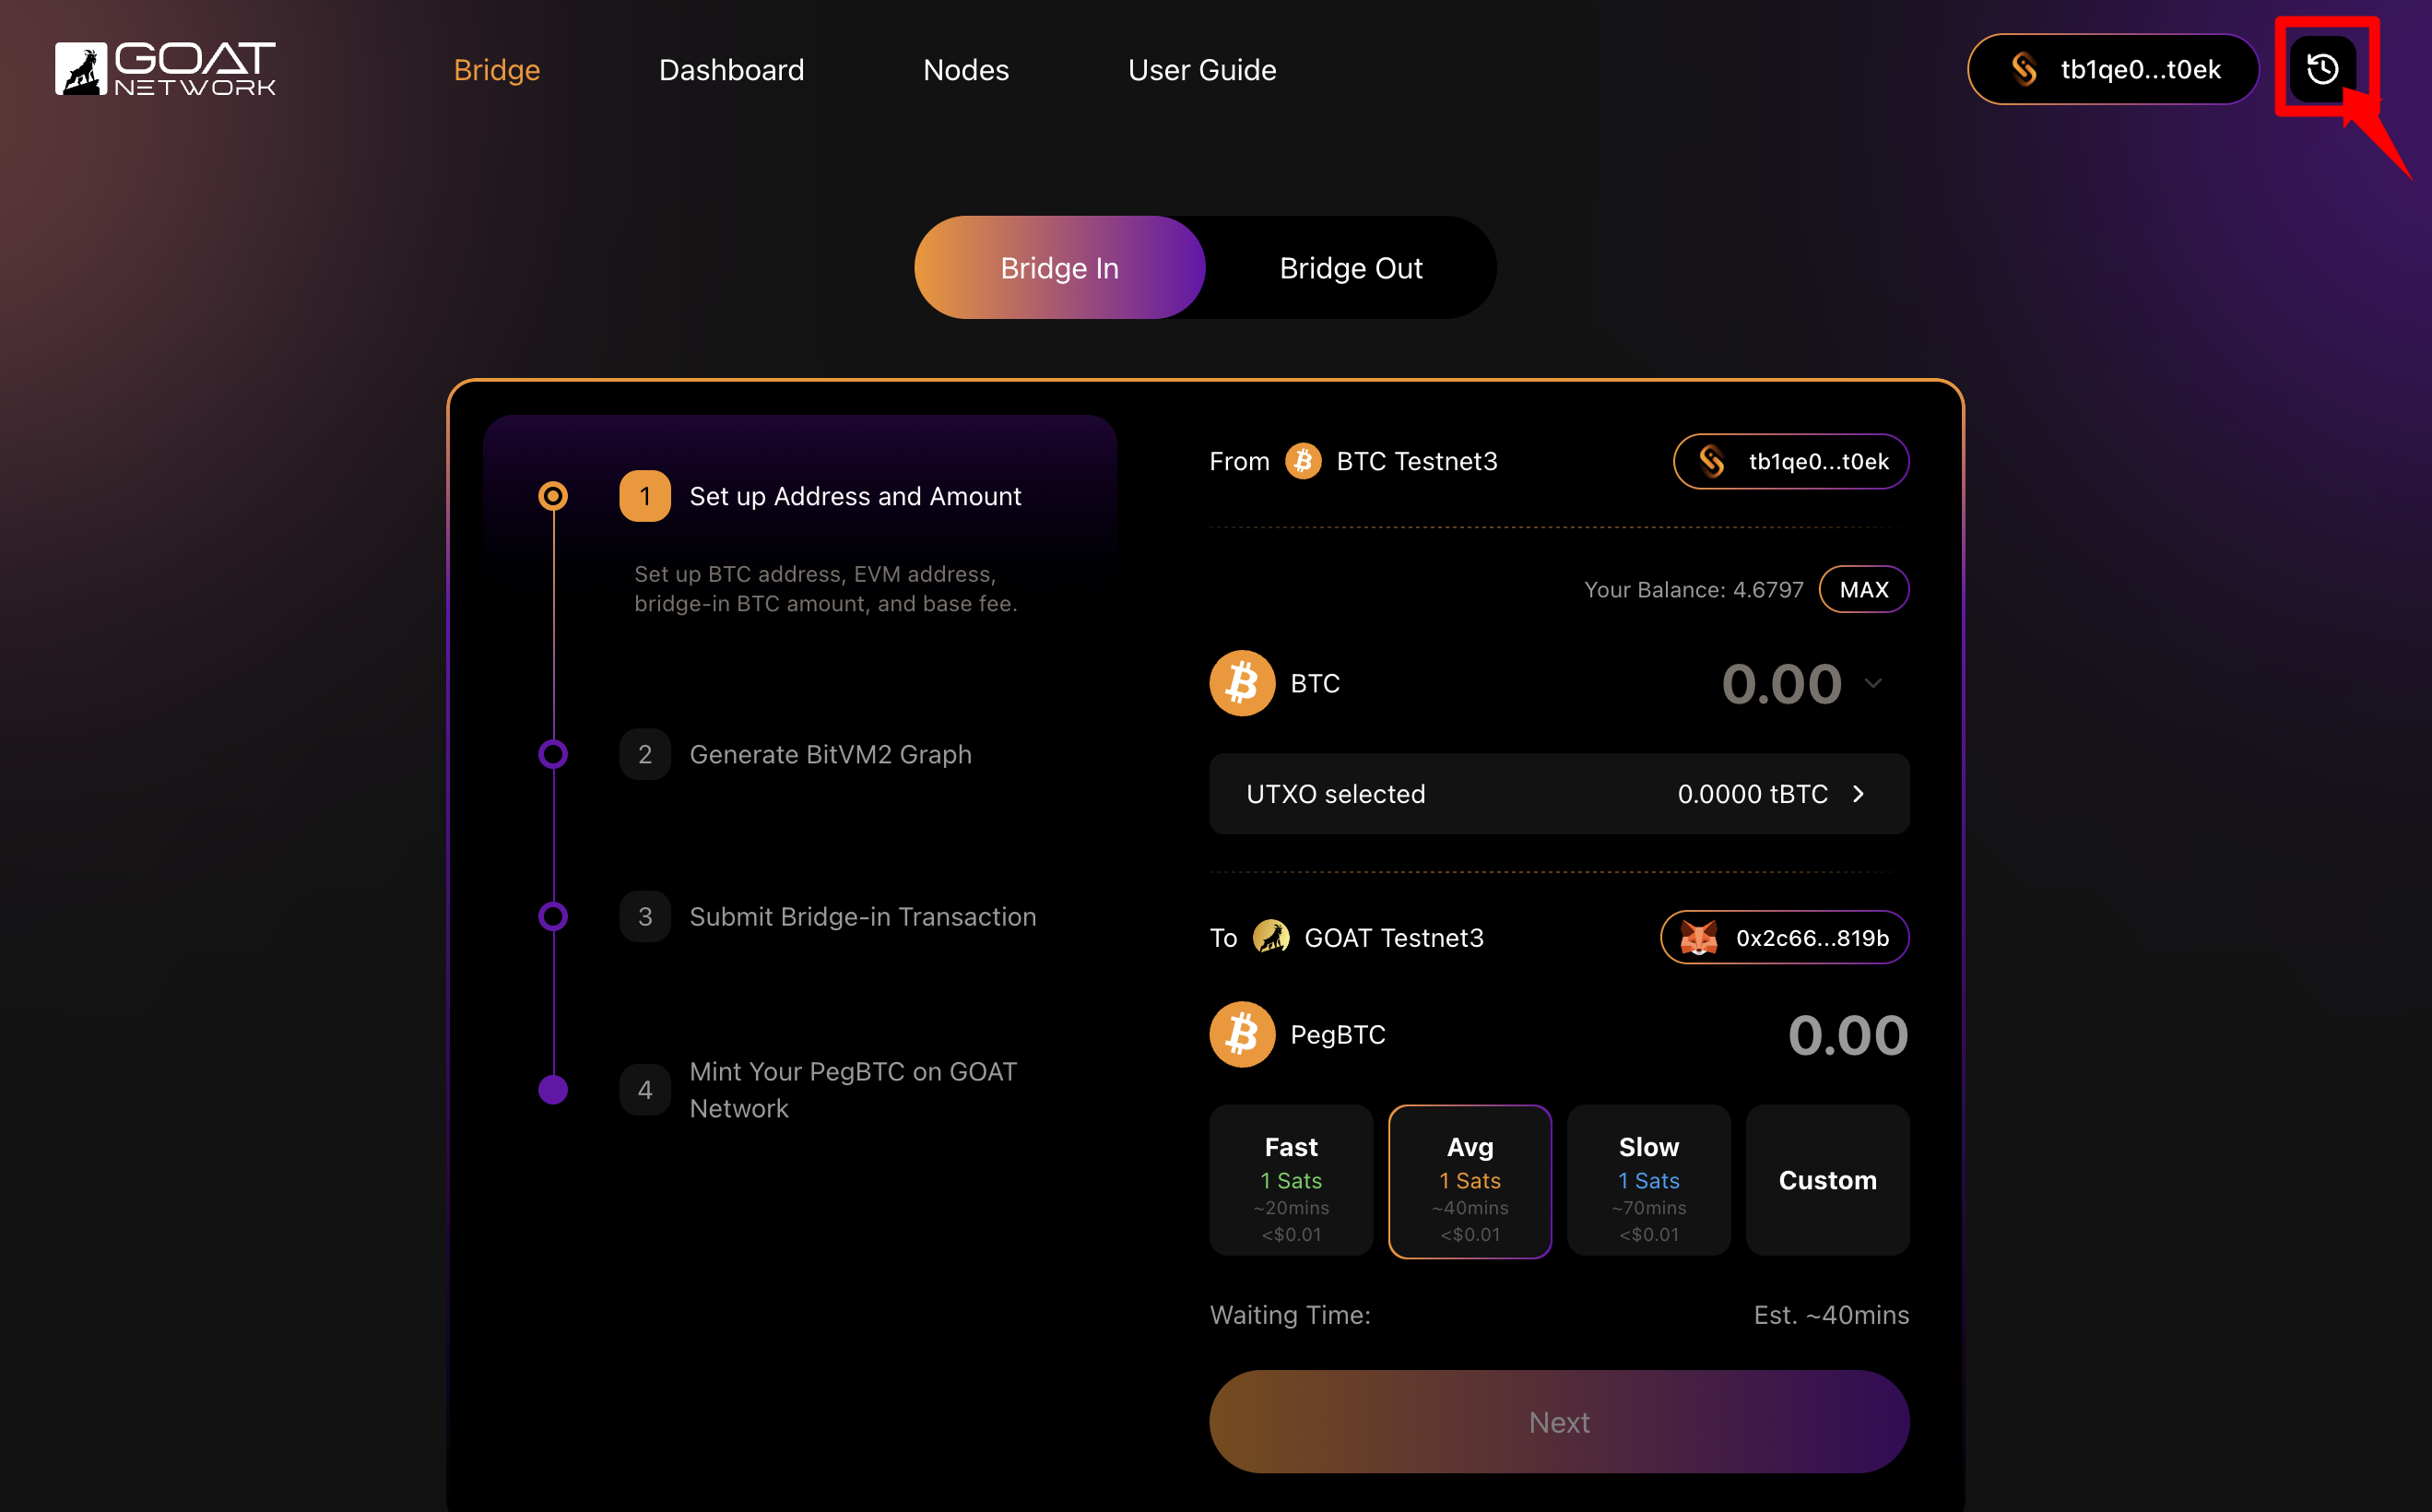 GOAT
NETWORK
Bridge
Dashboard
Nodes
User Guide
tb1qe0...t0ek
Bridge In
Bridge Out
1
Set up Address and Amount
Set up BTC address, EVM address,
bridge-in BTC amount, and base fee.
2
Generate BitVM2 Graph
3
Submit Bridge-in Transaction
4
Mint Your PegBTC on GOAT
Network
From BTC Testnet3
tb1qe0...t0ek
Your Balance: 4.6797
MAX
BTC
0.00
UTXO selected
0.0000 tBTC
To GOAT Testnet3
0x2c66...819b
PegBTC
0.00
Fast
1 Sats
~20mins
<$0.01
Avg
1 Sats
~40mins
<$0.01
Slow
1 Sats
~70mins
<$0.01
Custom
Waiting Time:
Est. ~40mins
Next